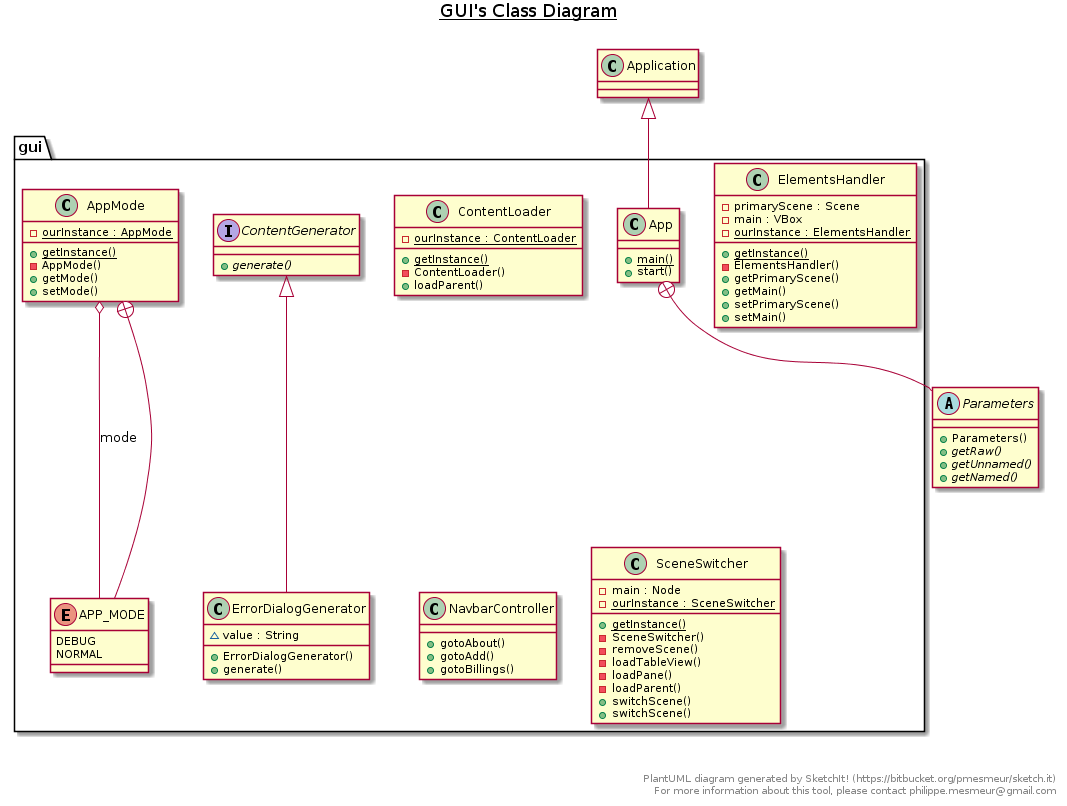 GUI's Class Diagram
C Application
gui
C AppMode
ourInstance : AppMode
getInstance()
AppMode()
getMode()
setMode()
I ContentGenerator
generate()
C ContentLoader
ourInstance : ContentLoader
getInstance()
ContentLoader()
loadParent()
C App
main()
start()
C ElementsHandler
primaryScene : Scene
main : VBox
ourInstance : ElementsHandler
getInstance()
ElementsHandler()
getPrimaryScene()
getMain()
setPrimaryScene()
setMain()
mode
A Parameters
Parameters()
getRaw()
getUnnamed()
getNamed()
E APP_MODE
DEBUG
NORMAL
C ErrorDialogGenerator
value : String
ErrorDialogGenerator()
generate()
C NavbarController
gotoAbout()
gotoAdd()
gotoBillings()
C SceneSwitcher
main : Node
ourInstance : SceneSwitcher
getInstance()
SceneSwitcher()
removeScene()
loadTableView()
loadPane()
loadParent()
switchScene()
switchScene()
PlantUML diagram generated by SketchIt! (https://bitbucket.org/pmesmeur/sketch.it)
For more information about this tool, please contact philippe.mesmeur@gmail.com